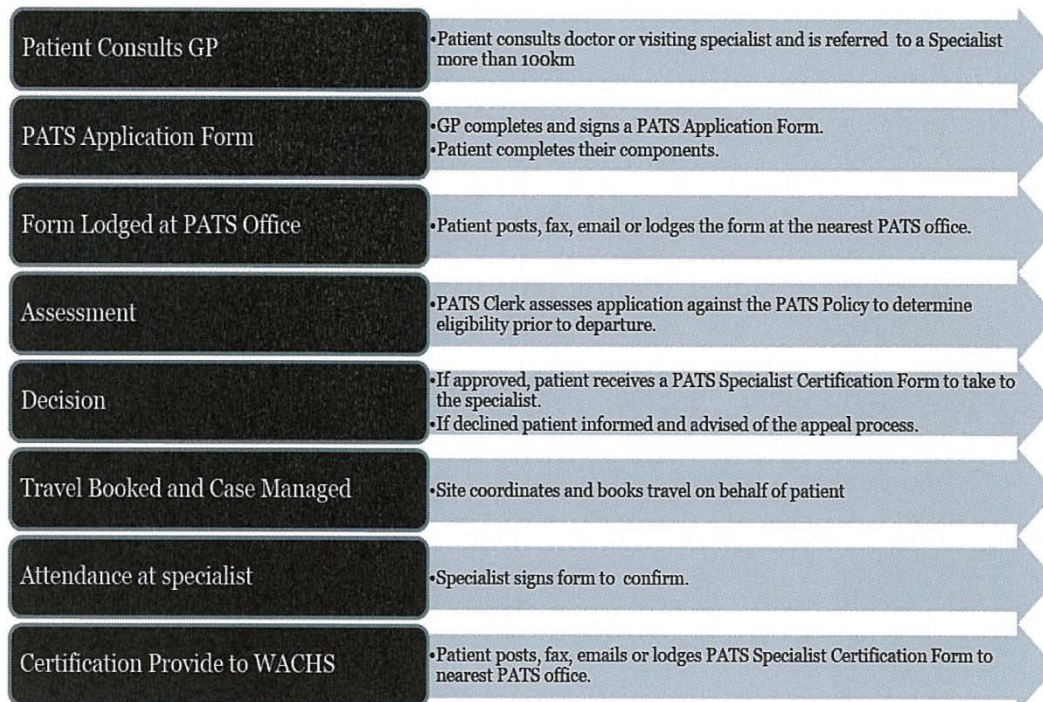 Patient Consults GP
•Patient consults doctor or visiting specialist and is referred to a Specialist
more than 100km
PATS Application Form
•GP completes and signs a PATS Application Form.
•Patient completes their components.
Form Lodged at PATS Office
•Patient posts, fax, email or lodges the form at the nearest PATS office.
Assessment
•PATS Clerk assesses application against the PATS Policy to determine
eligibility prior to departure.
Decision
•If approved, patient receives a PATS Specialist Certification Form to take to
the specialist.
•If declined patient informed and advised of the appeal process.
Travel Booked and Case Managed
•Site coordinates and books travel on behalf of patient
Attendance at specialist
•Specialist signs form to confirm.
Certification Provide to WACHS
•Patient posts, fax, emails or lodges PATS Specialist Certification Form to
nearest PATS office.